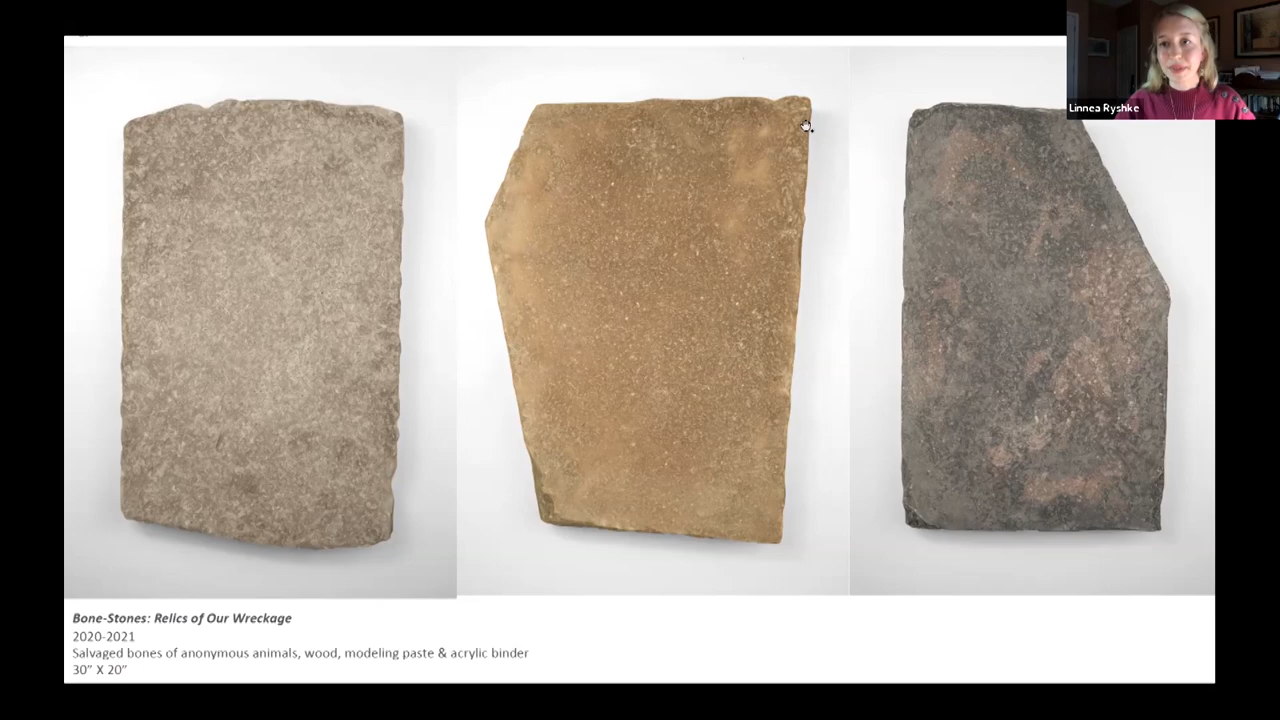 Linnea Ryshke
Bone-Stones: Relics of Our Wreckage
2020-2021
Salvaged bones of anonymous animals, wood, modeling paste & acrylic binder
30” X 20”